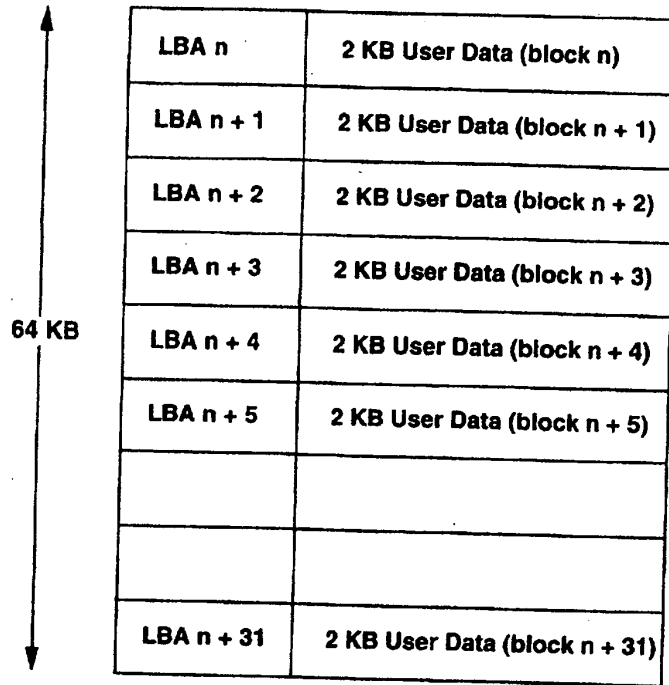 LBA n 2 KB User Data (block n)
LBA n + 1 2 KB User Data (block n + 1)
LBA n + 2 2 KB User Data (block n + 2)
LBA n + 3 2 KB User Data (block n + 3)
64 KB
LBA n + 4 2 KB User Data (block n + 4)
LBA n + 5 2 KB User Data (block n + 5)
LBA n + 31 2 KB User Data (block n + 31)